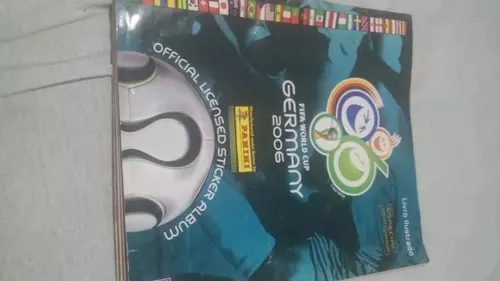 OFFICIAL LICENSED STICKER ALBUM
PANINI
FIFA WORLD CUP
GERMANY
2006
Livro Ilustrado